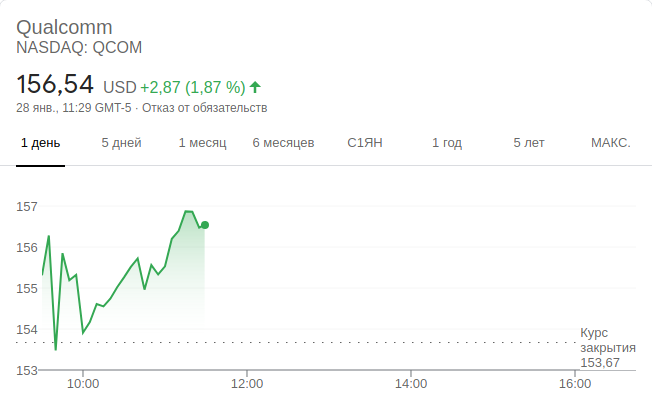 Qualcomm
NASDAQ: QCOM
156,54 USD +2,87 (1,87 %)
28 янв., 11:29 GMT-5 · Отказ от обязательств
1 день 5 дней 1 месяц 6 месяцев С1ЯН 1 год 5 лет МАКС.
157
156
155
154
Курс
закрытия
153,67
153
10:00 12:00 14:00 16:00